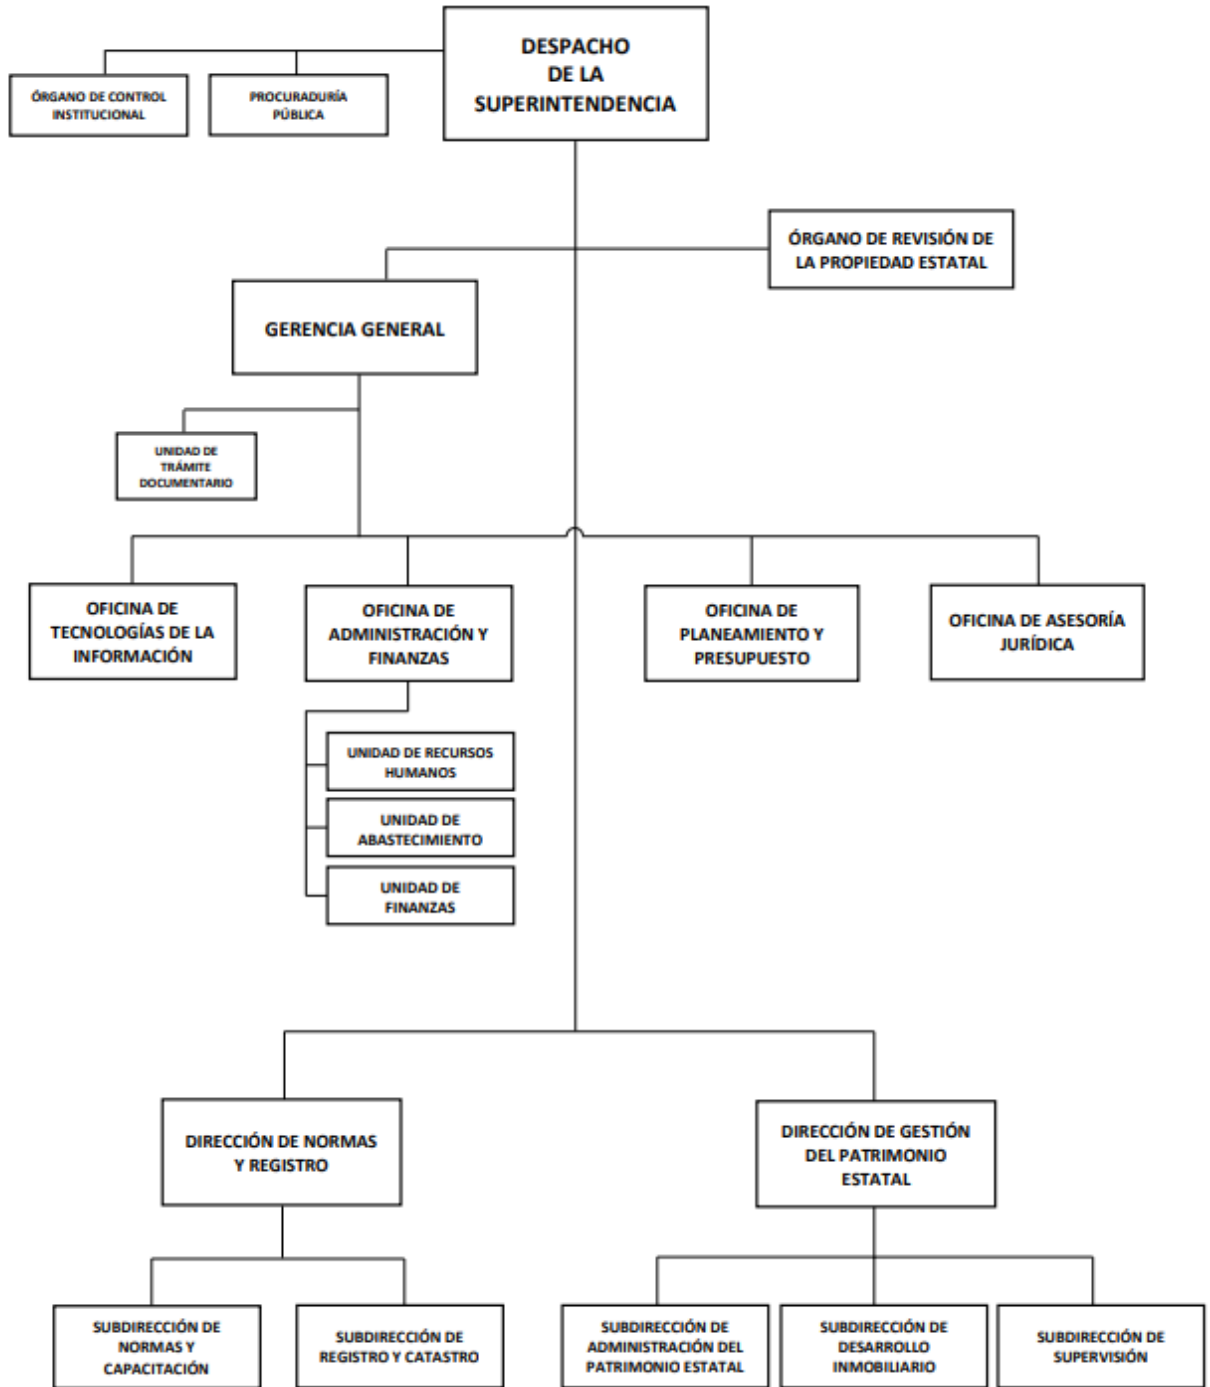 DESPACHO
DE LA
SUPERINTENDENCIA
ÓRGANO DE CONTROL
INSTITUCIONAL
PROCURADURÍA
PÚBLICA
ÓRGANO DE REVISIÓN DE
LA PROPIEDAD ESTATAL
GERENCIA GENERAL
UNIDAD DE
TRÁMITE
DOCUMENTARIO
OFICINA DE
TECNOLOGÍAS DE LA
INFORMACIÓN
OFICINA DE
ADMINISTRACIÓN Y
FINANZAS
OFICINA DE
PLANEAMIENTO Y
PRESUPUESTO
OFICINA DE ASESORÍA
JURÍDICA
UNIDAD DE RECURSOS
HUMANOS
UNIDAD DE
ABASTECIMIENTO
UNIDAD DE
FINANZAS
DIRECCIÓN DE NORMAS
Y REGISTRO
DIRECCIÓN DE GESTIÓN
DEL PATRIMONIO
ESTATAL
SUBDIRECCIÓN DE
NORMAS Y
CAPACITACIÓN
SUBDIRECCIÓN DE
REGISTRO Y CATASTRO
SUBDIRECCIÓN DE
ADMINISTRACIÓN DEL
PATRIMONIO ESTATAL
SUBDIRECCIÓN DE
DESARROLLO
INMOBILIARIO
SUBDIRECCIÓN DE
SUPERVISIÓN